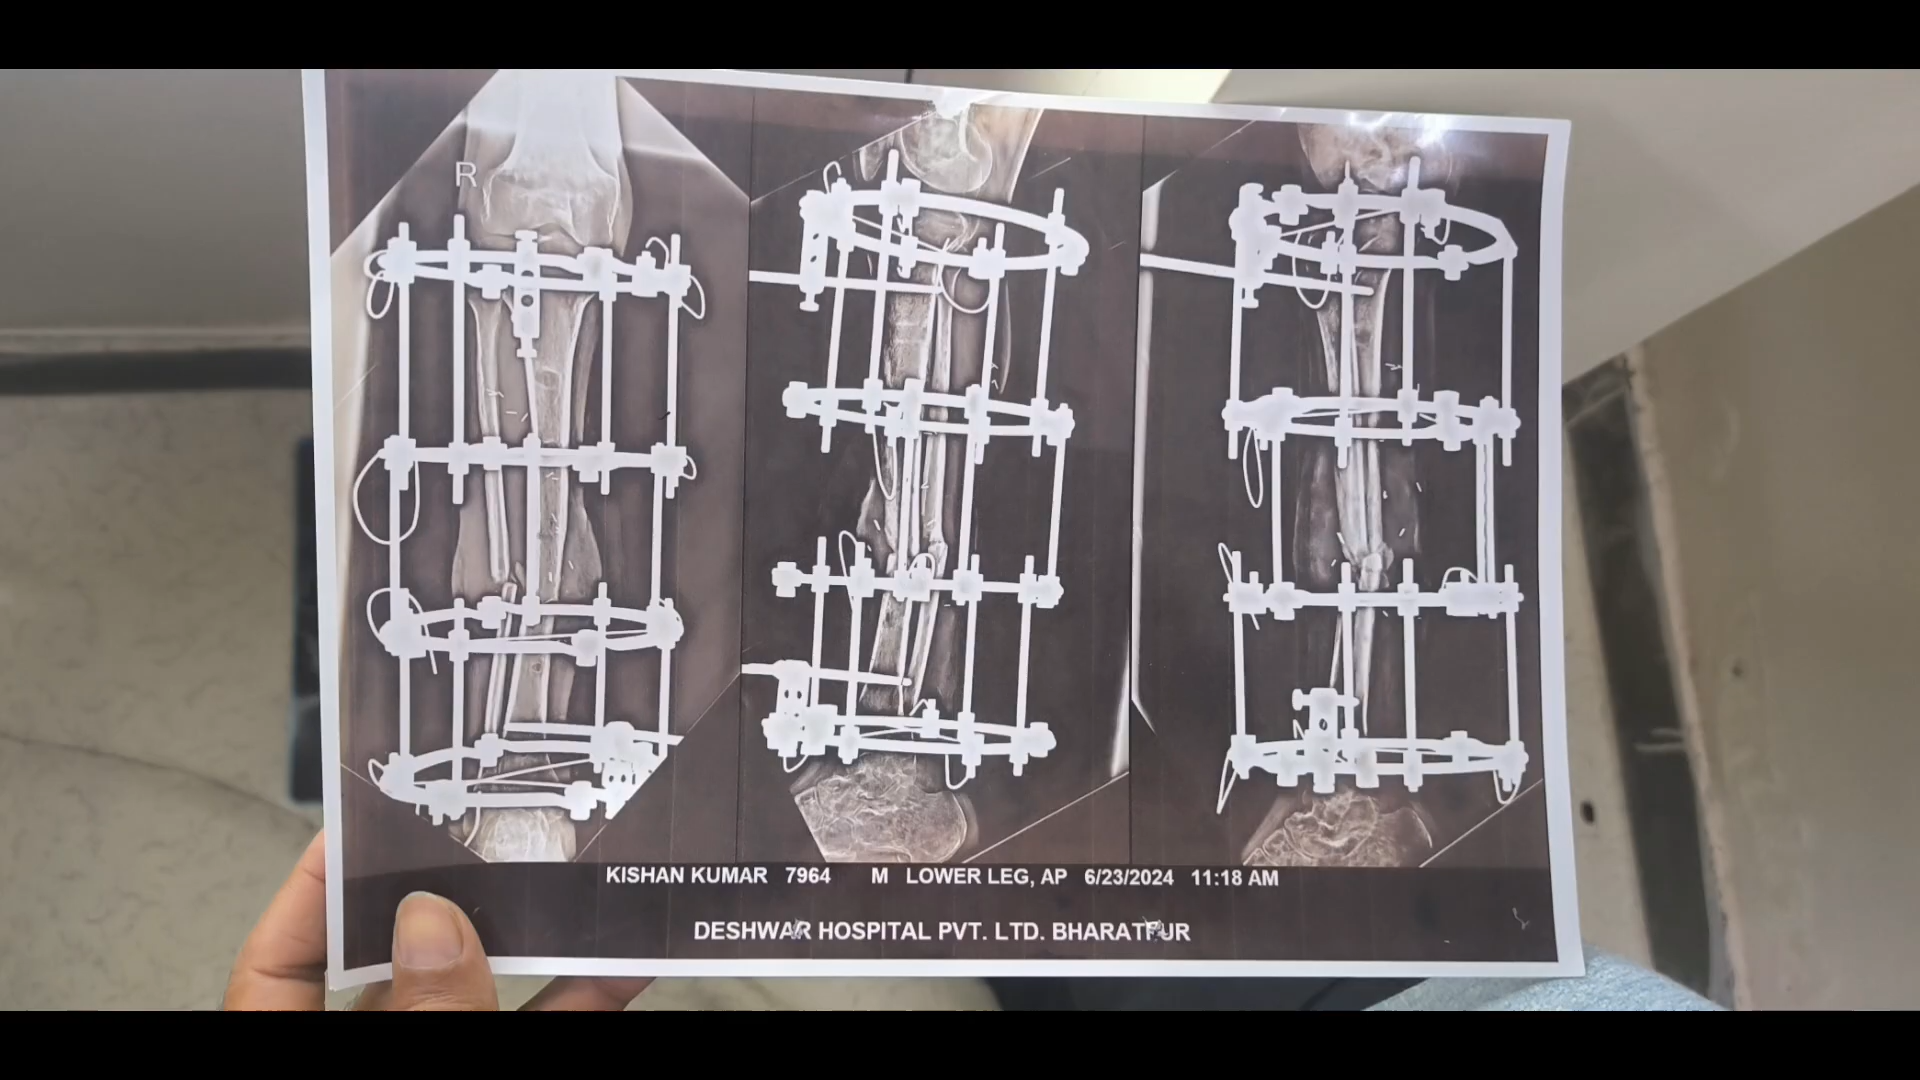 R
KISHAN KUMAR 7964 M LOWER LEG, AP 6/23/2024 11:18 AM
DESHWAR HOSPITAL PVT. LTD. BHARATPUR